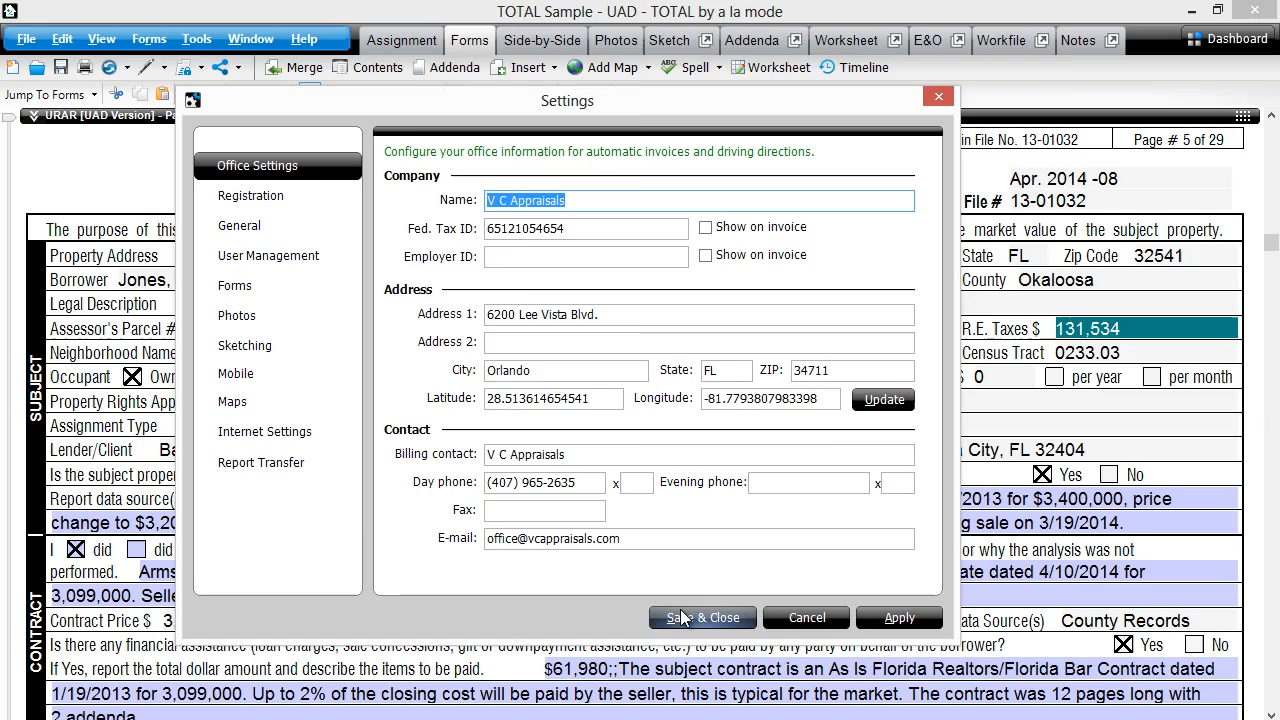 TOTAL Sample - UAD - TOTAL by a la mode
File Edit View Forms Tools Window Help Assignment Forms Side-by-Side Photos Sketch Addenda Worksheet E&O Workfile Notes Dashboard
Merge Contents Addenda Insert Add Map Spell Worksheet Timeline
Jump To Forms
URAR [UAD Version] - Pa
in File No. 13-01032 Page # 5 of 29
Apr. 2014 -08
File # 13-01032
The purpose of this
e market value of the subject property.
Property Address
State FL Zip Code 32541
Borrower Jones,
County Okaloosa
Legal Description
Assessor's Parcel #
R.E. Taxes $ 131,534
Neighborhood Name
Census Tract 0233.03
Occupant Own
$ 0 per year per month
Property Rights App
Assignment Type
Lender/Client Ba
City, FL 32404
Is the subject proper
Yes No
Report data source(s)
/2013 for $3,400,000, price
change to $3,20
g sale on 3/19/2014.
I did did
or why the analysis was not
performed. Arms
ate dated 4/10/2014 for
3,099,000. Selle
Contract Price $ 3
Data Source(s) County Records
Is there any financial assistance (loan charges, sale concessions, gift or downpayment assistance, etc.) to be paid by any party on behalf of the borrower? Yes No
If Yes, report the total dollar amount and describe the items to be paid. $61,980;;The subject contract is an As Is Florida Realtors/Florida Bar Contract dated
1/19/2013 for 3,099,000. Up to 2% of the closing cost will be paid by the seller, this is typical for the market. The contract was 12 pages long with
2 addenda
SUBJECT
CONTRACT
Settings
Office Settings
Registration
General
User Management
Forms
Photos
Sketching
Mobile
Maps
Internet Settings
Report Transfer
Configure your office information for automatic invoices and driving directions.
Company
Name: V C Appraisals
Fed. Tax ID: 65121054654 Show on invoice
Employer ID: Show on invoice
Address
Address 1: 6200 Lee Vista Blvd.
Address 2:
City: Orlando State: FL ZIP: 34711
Latitude: 28.513614654541 Longitude: -81.7793807983398 Update
Contact
Billing contact: V C Appraisals
Day phone: (407) 965-2635 x Evening phone: x
Fax:
E-mail: office@vcappraisals.com
Save & Close Cancel Apply